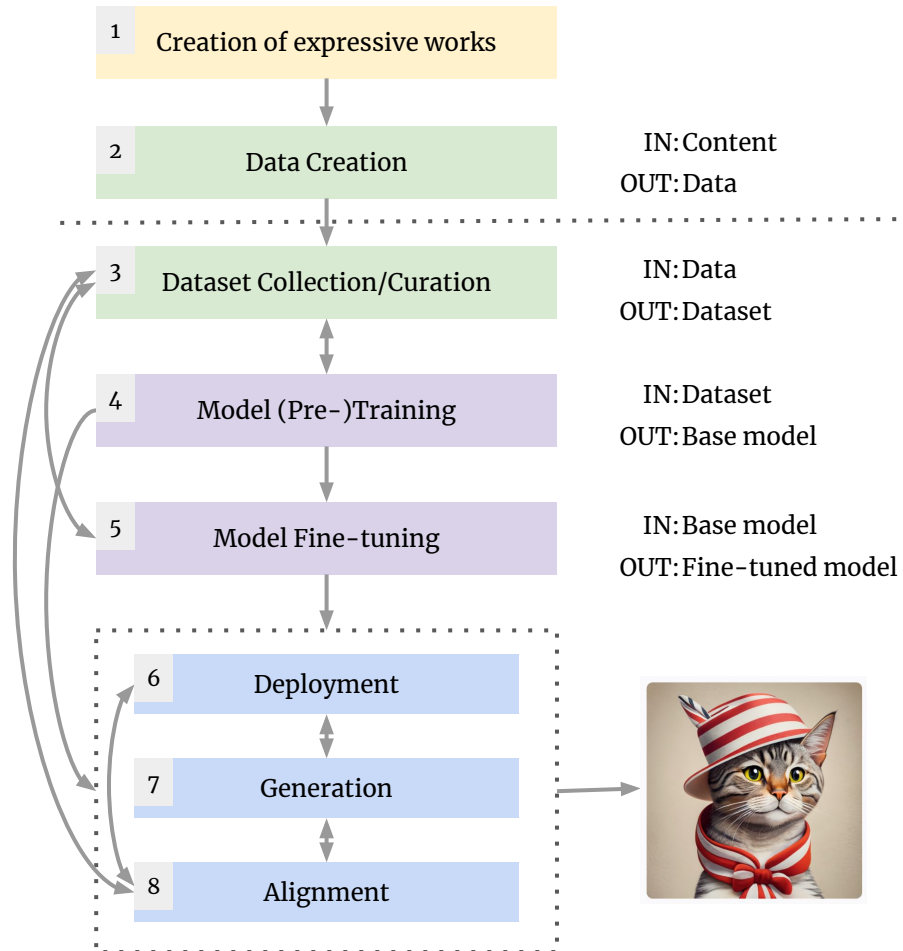 1
Creation of expressive works
2
Data Creation
IN: Content
OUT: Data
3
Dataset Collection/Curation
IN: Data
OUT: Dataset
4
Model (Pre-)Training
IN: Dataset
OUT: Base model
5
Model Fine-tuning
IN: Base model
OUT: Fine-tuned model
6
Deployment
7
Generation
8
Alignment